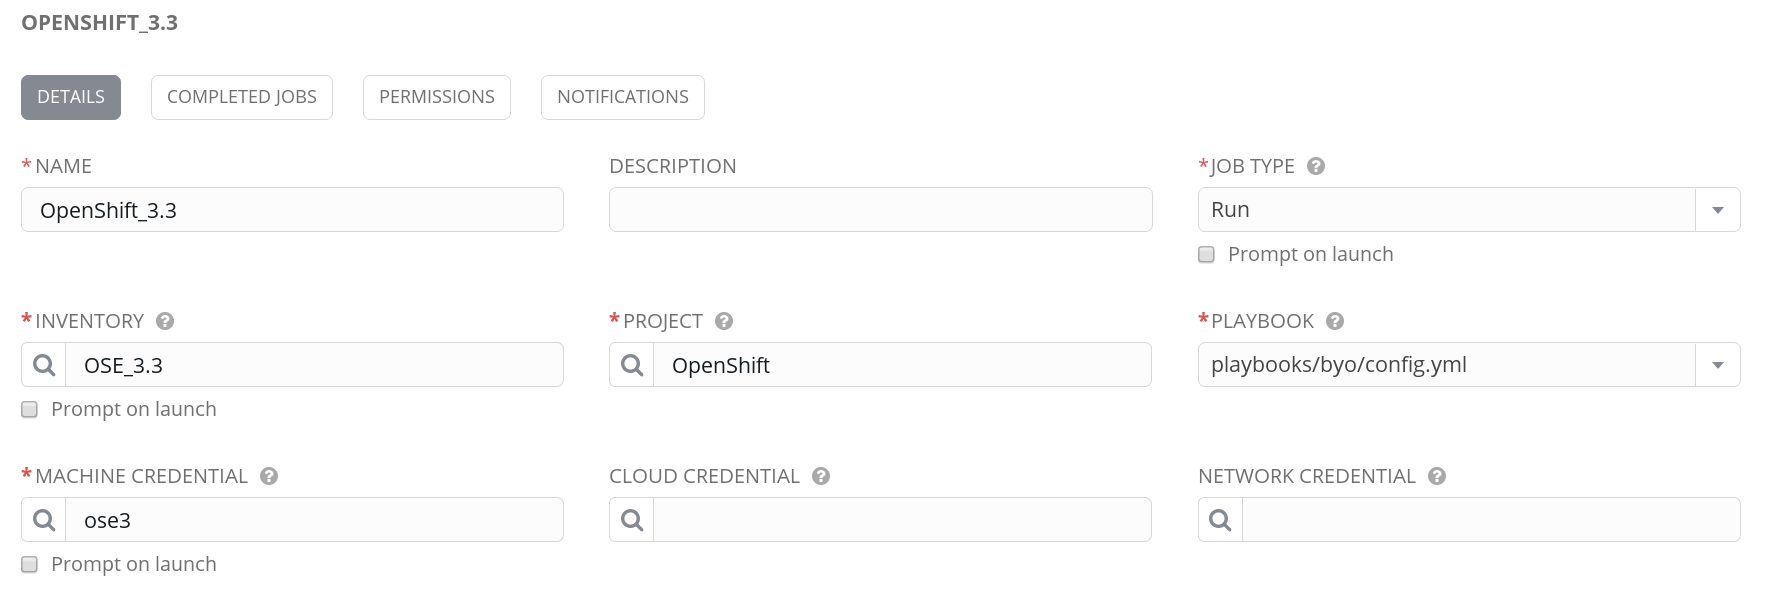 OPENSHIFT_3.3
DETAILS COMPLETED JOBS PERMISSIONS NOTIFICATIONS
* NAME DESCRIPTION * JOB TYPE ?
OpenShift_3.3 Run
Prompt on launch
* INVENTORY ? * PROJECT ? * PLAYBOOK ?
OSE_3.3 OpenShift playbooks/byo/config.yml
Prompt on launch
* MACHINE CREDENTIAL ? CLOUD CREDENTIAL ? NETWORK CREDENTIAL ?
ose3
Prompt on launch